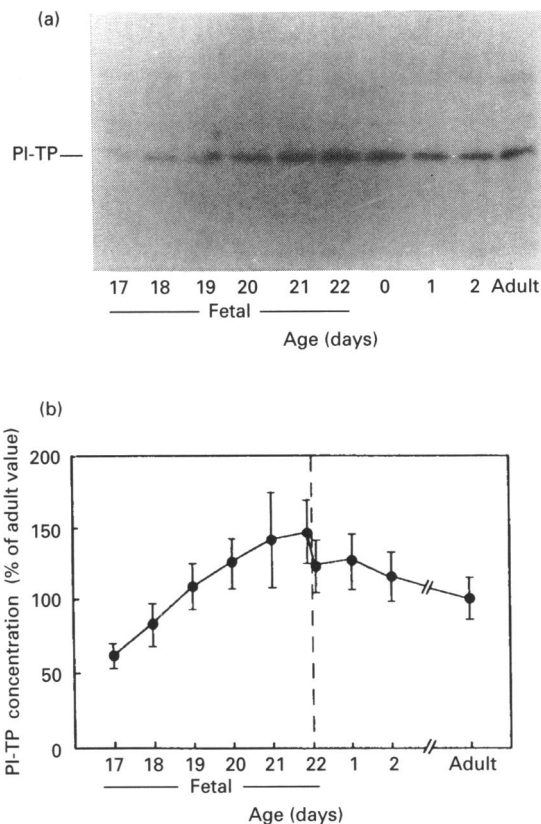 (a)
PI-TP
17 18 19 20 21 22 0 1 2 Adult
Fetal
Age (days)
(b)
PI-TP concentration (% of adult value)
200
150
100
50
0
17 18 19 20 21 22 1 2 Adult
Fetal
Age (days)